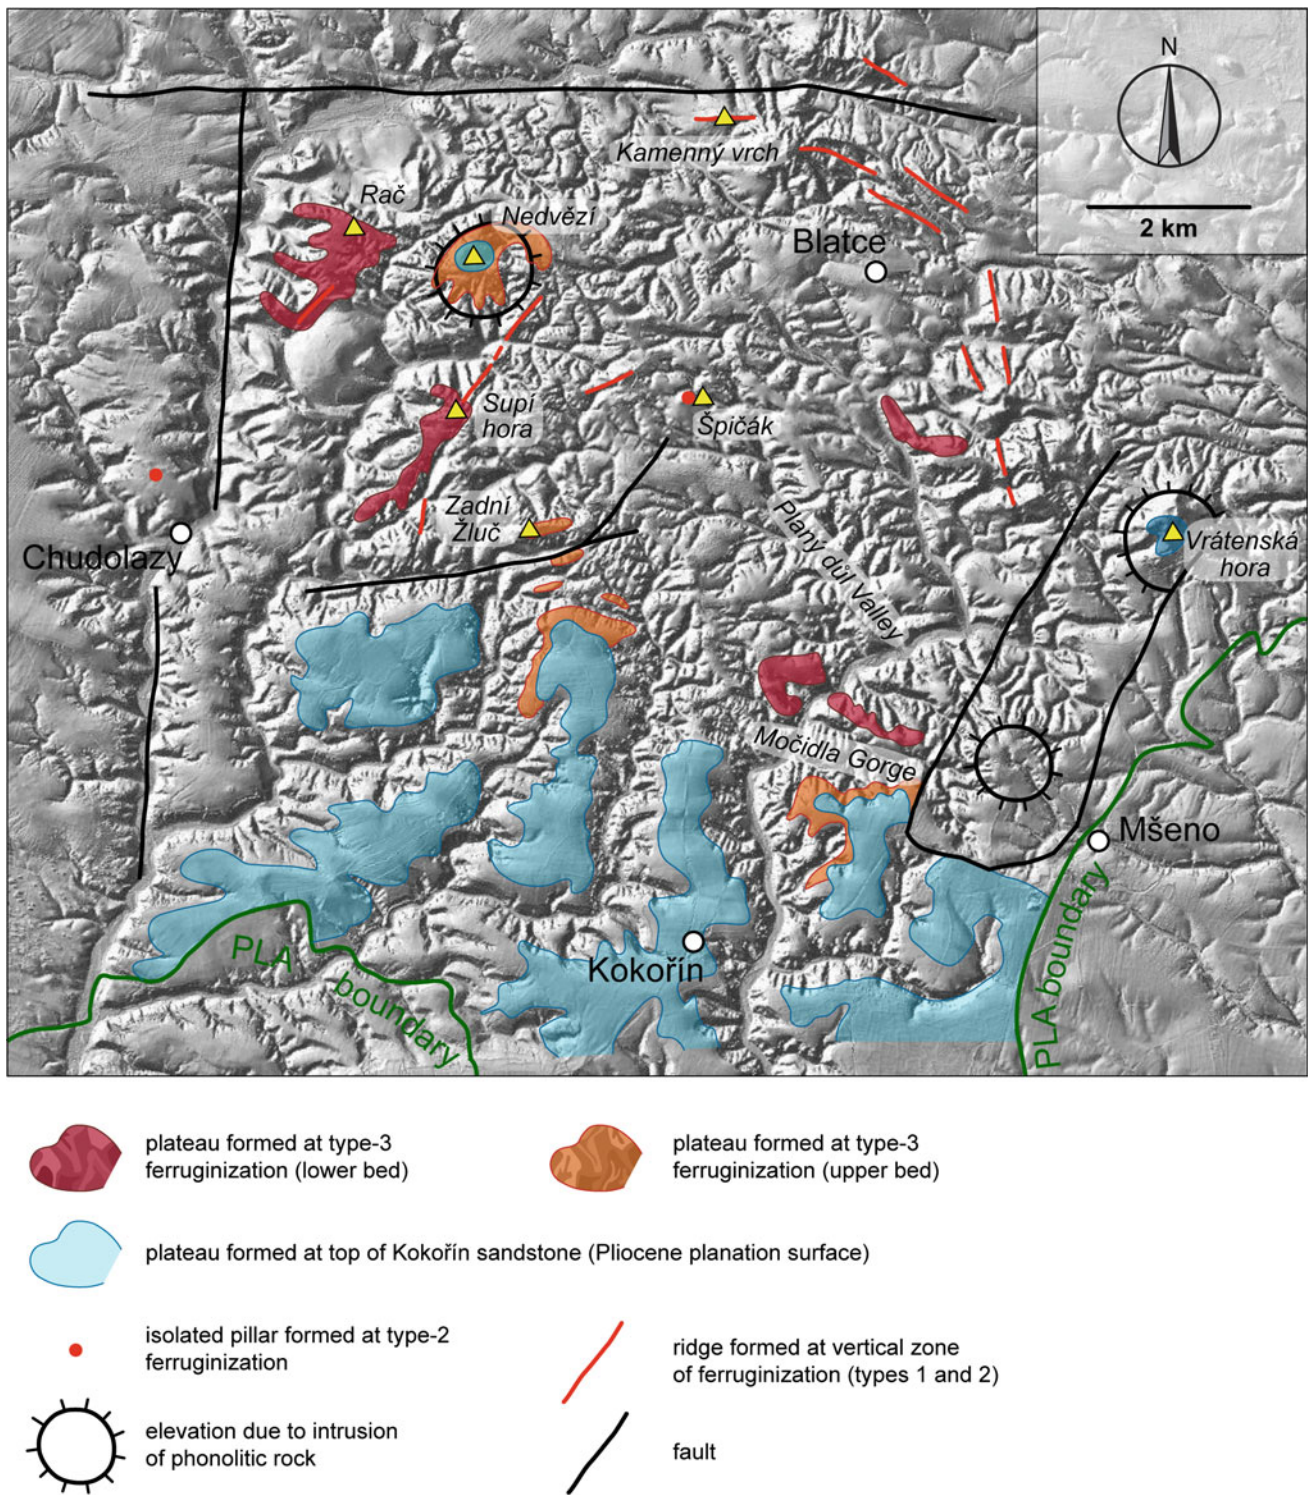 N
2 km
Kamenný vrch
Rač
Nedvězí
Blatce
Supí
hora
Špičák
Zadní
Žluč
Chudolazy
Planý důl Valley
Vrátenská
hora
Močidla Gorge
Mšeno
PLA boundary
Kokořín
PLA boundary
plateau formed at type-3
ferruginization (lower bed)
plateau formed at type-3
ferruginization (upper bed)
plateau formed at top of Kokořín sandstone (Pliocene planation surface)
isolated pillar formed at type-2
ferruginization
ridge formed at vertical zone
of ferruginization (types 1 and 2)
elevation due to intrusion
of phonolitic rock
fault